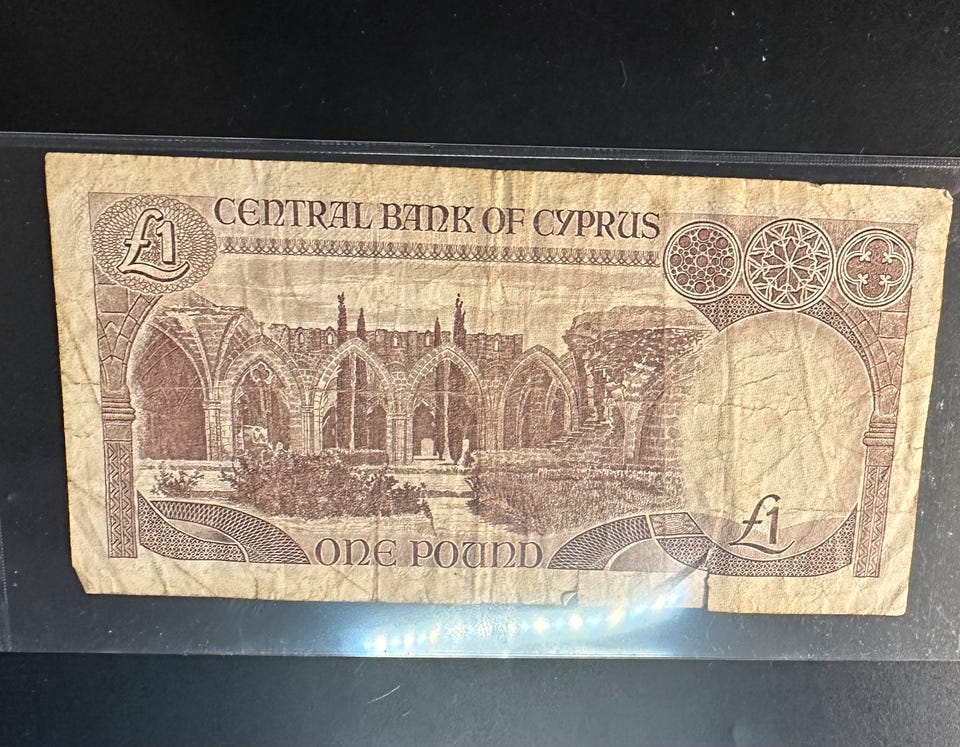 £1
CENTRAL BANK OF CYPRUS
ONE POUND
£1